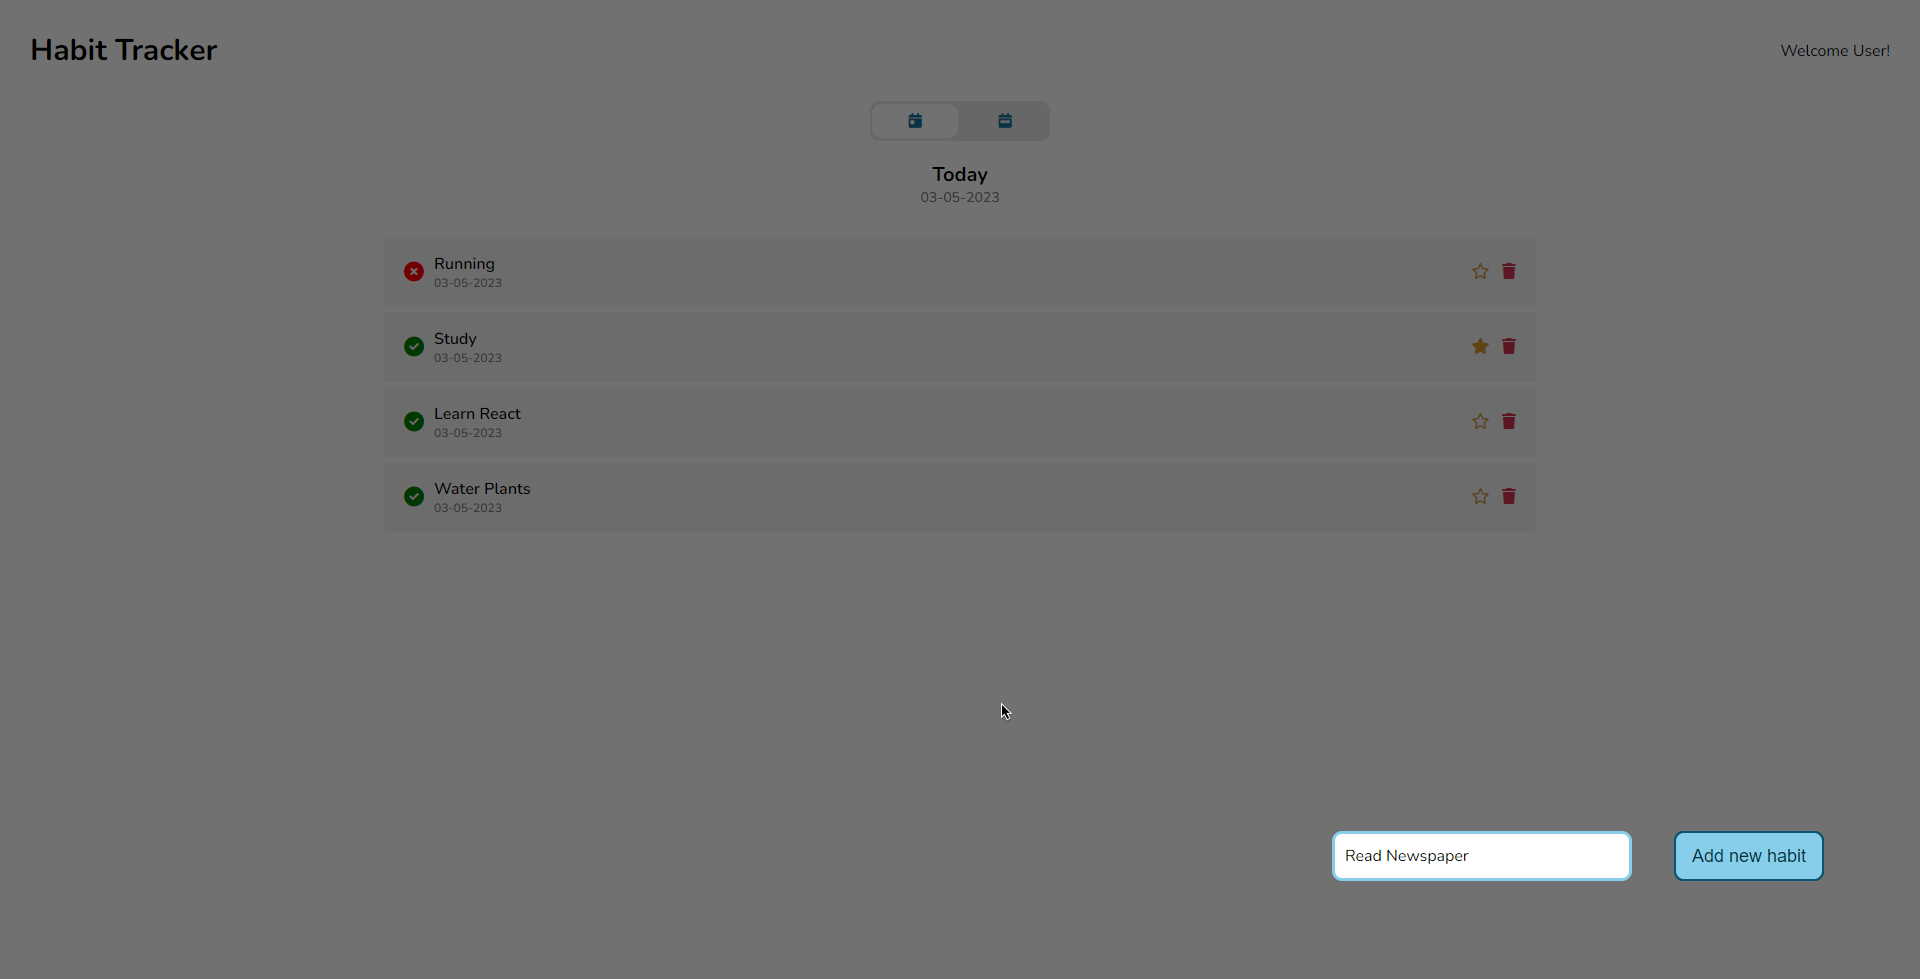 Habit Tracker
Welcome User!
Today
03-05-2023
Running
03-05-2023
Study
03-05-2023
Learn React
03-05-2023
Water Plants
03-05-2023
Read Newspaper
Add new habit